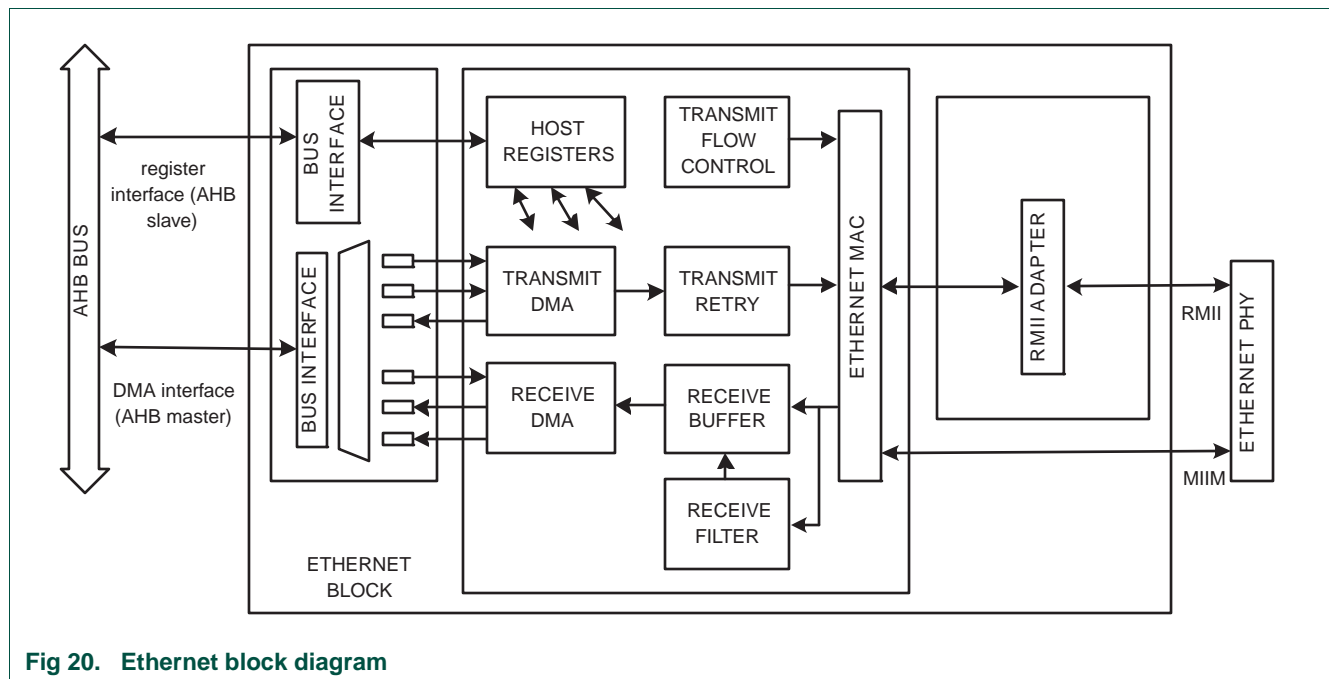 AHB BUS
register
interface (AHB
slave)
DMA interface
(AHB master)
BUS
INTERFACE
BUS INTERFACE
ETHERNET
BLOCK
HOST
REGISTERS
TRANSMIT
FLOW
CONTROL
TRANSMIT
DMA
TRANSMIT
RETRY
RECEIVE
DMA
RECEIVE
BUFFER
RECEIVE
FILTER
ETHERNET MAC
RMII ADAPTER
RMII
MIIM
ETHERNET PHY
Fig 20. Ethernet block diagram